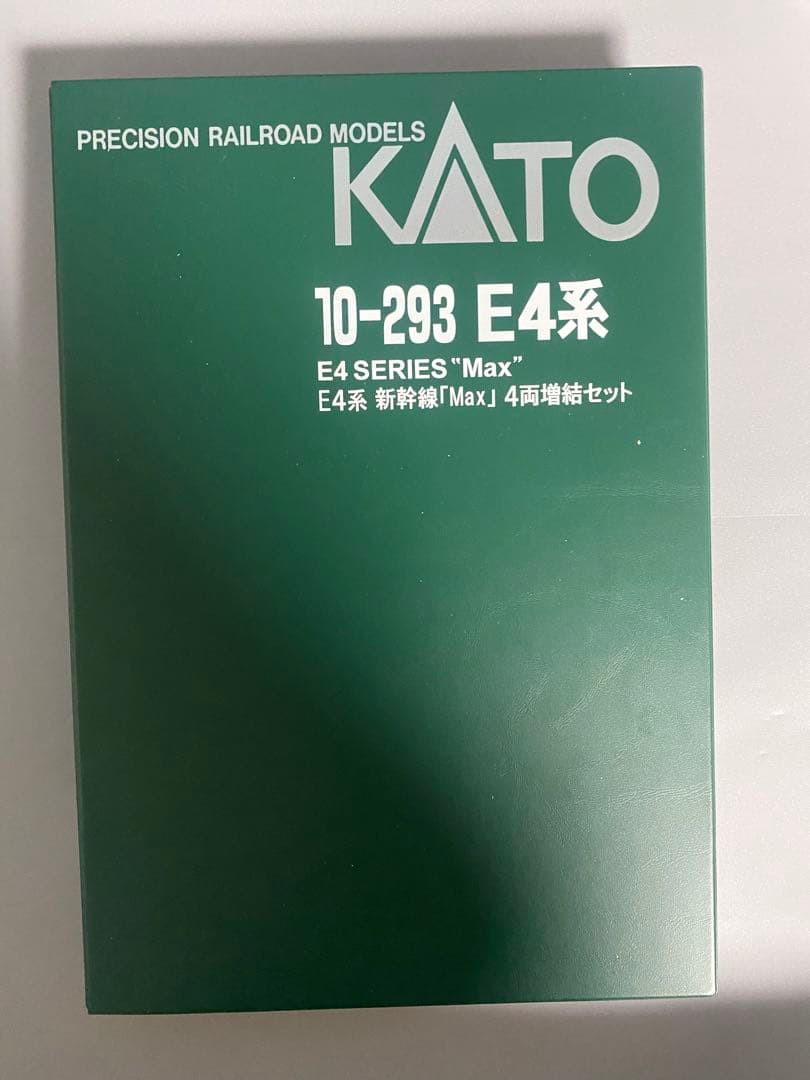 PRECISION RAILROAD MODELS
KATO
10-293 E4系
E4 SERIES "Max"
E4系 新幹線「Max」 4両増結セット